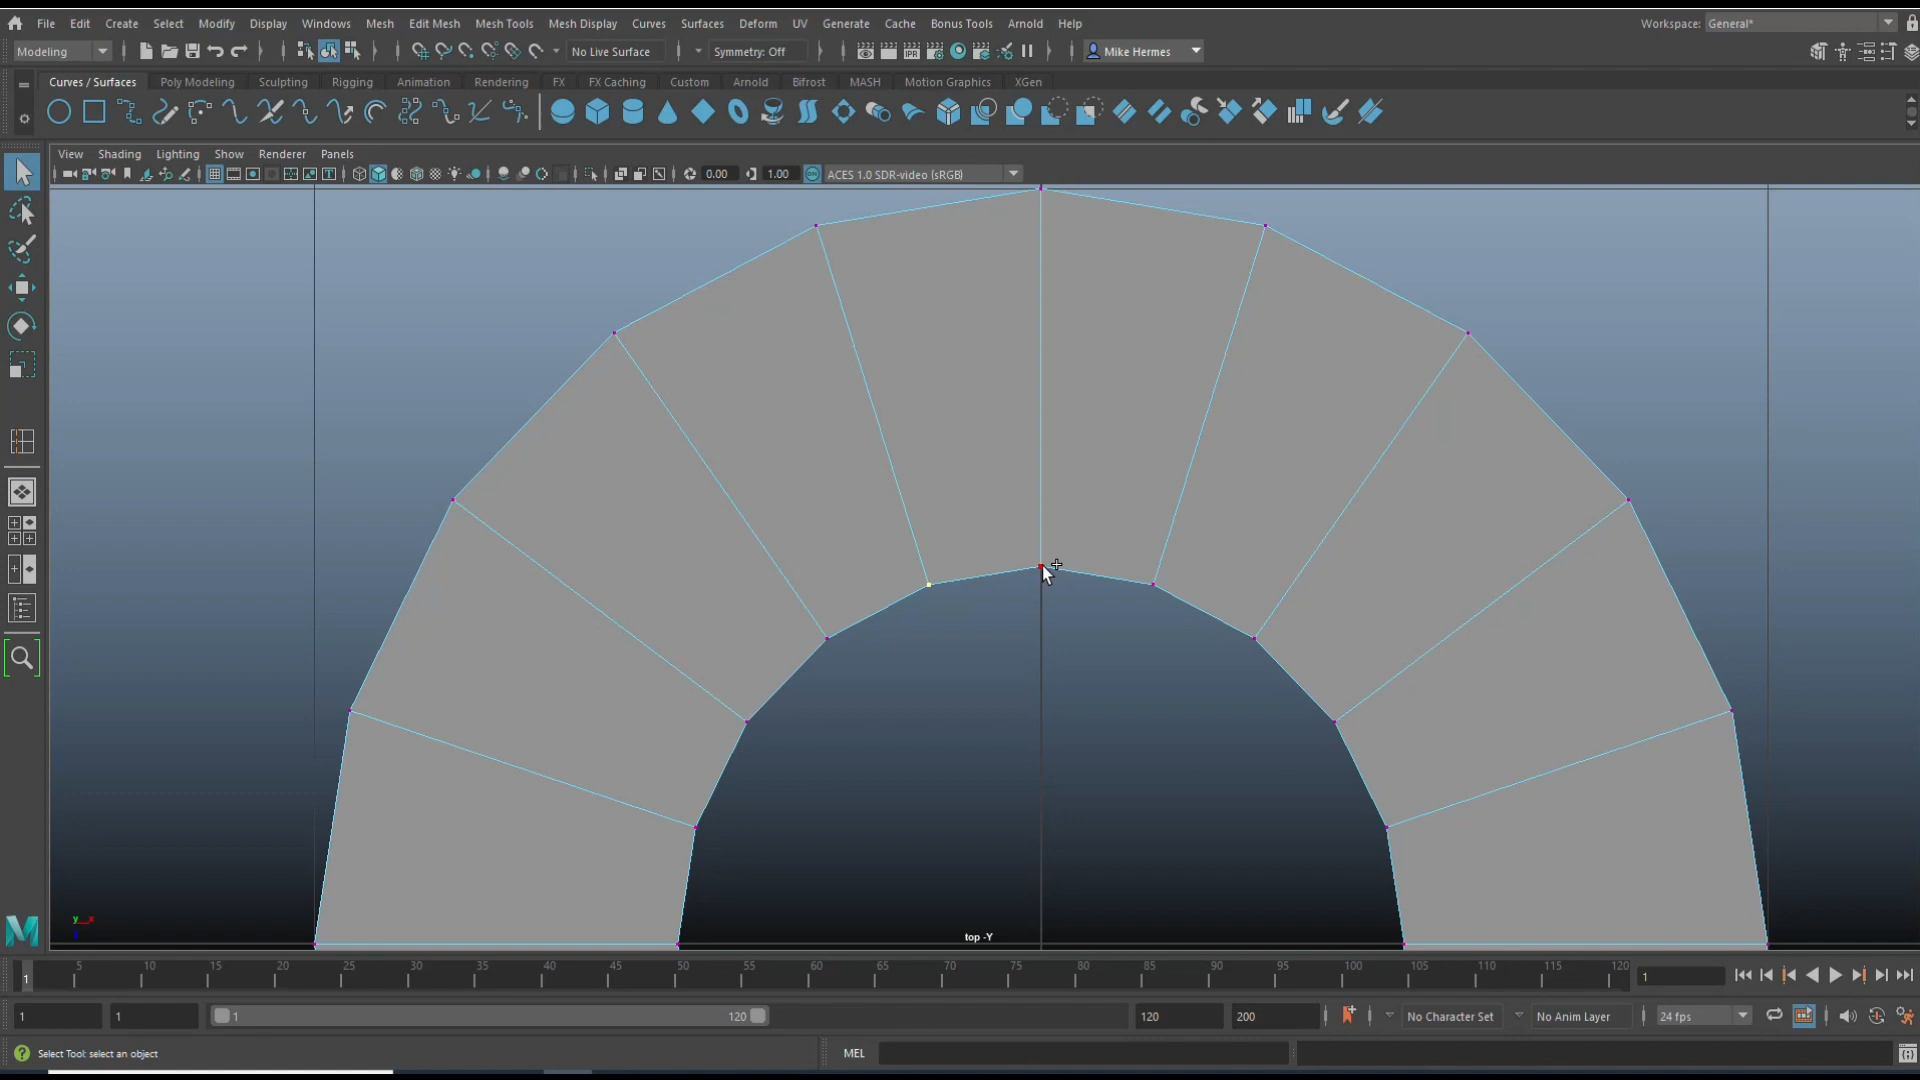 File Edit Create Select Modify Display Windows Mesh Edit Mesh Mesh Tools Mesh Display Curves Surfaces Deform UV Generate Cache Bonus Tools Arnold Help Workspace: General*
Modeling No Live Surface Symmetry: Off IPR Mike Hermes
Curves / Surfaces Poly Modeling Sculpting Rigging Animation Rendering FX FX Caching Custom Arnold Bifrost MASH Motion Graphics XGen
View Shading Lighting Show Renderer Panels
0.00 1.00 ON ACES 1.0 SDR-video (sRGB)
y x
top -Y
M
1 5 10 15 20 25 30 35 40 45 50 55 60 65 70 75 80 85 90 95 100 105 110 115 120 1
1 1 1 120 120 200 No Character Set No Anim Layer 24 fps
? Select Tool: select an object MEL